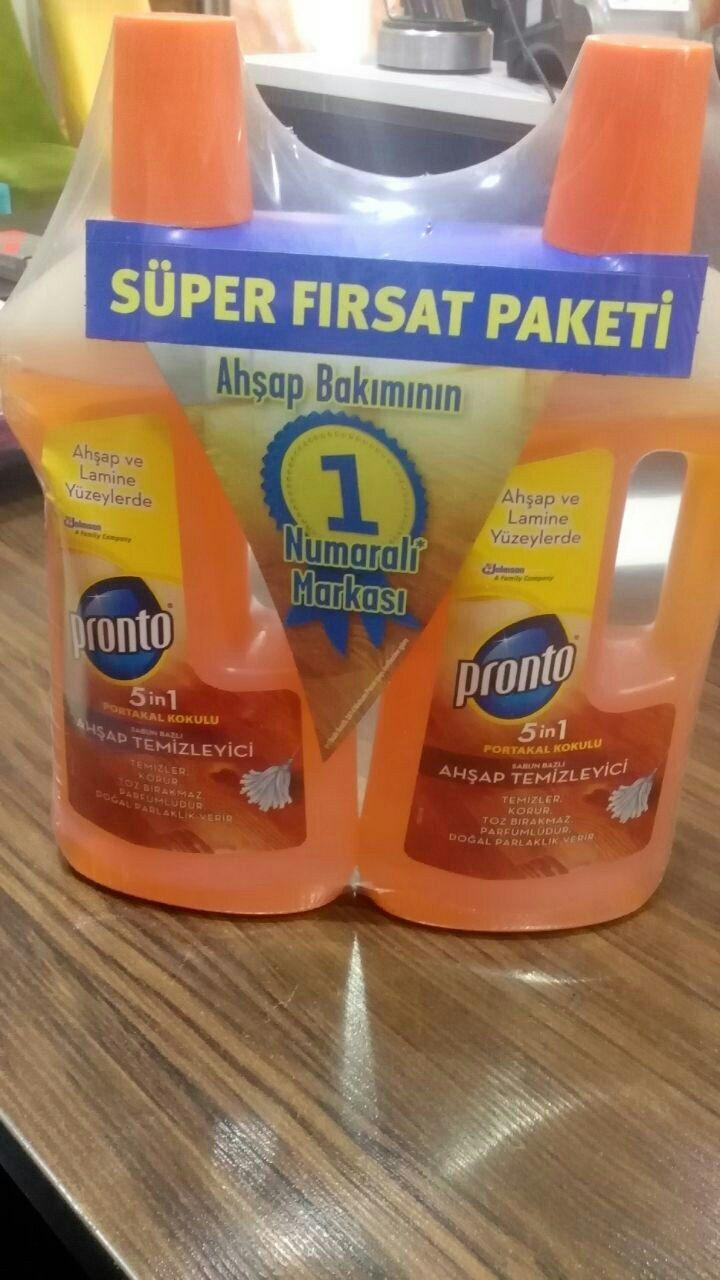 SÜPER FIRSAT PAKETİ
Ahşap Bakımının
1
Numaralı*
Markası
Ahşap ve
Lamine
Yüzeylerde
Johnson
A Family Company
pronto
5in1
PORTAKAL KOKULU
SABUN BAZLI
AHŞAP TEMİZLEYİCİ
TEMİZLER,
KORUR,
TOZ BIRAKMAZ
PARFÜMLÜDÜR,
DOĞAL PARLAKLIK VERİR
Ahşap ve
Lamine
Yüzeylerde
Johnson
A Family Company
pronto
5in1
PORTAKAL KOKULU
SABUN BAZLI
AHŞAP TEMİZLEYİCİ
TEMİZLER,
KORUR,
TOZ BIRAKMAZ,
PARFÜMLÜDÜR,
DOĞAL PARLAKLIK VERİR